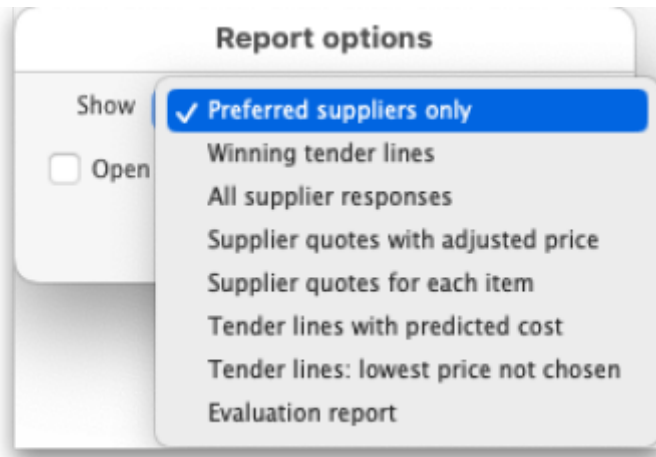 Report options
Show ✓ Preferred suppliers only
Winning tender lines
Open
All supplier responses
Supplier quotes with adjusted price
Supplier quotes for each item
Tender lines with predicted cost
Tender lines: lowest price not chosen
Evaluation report